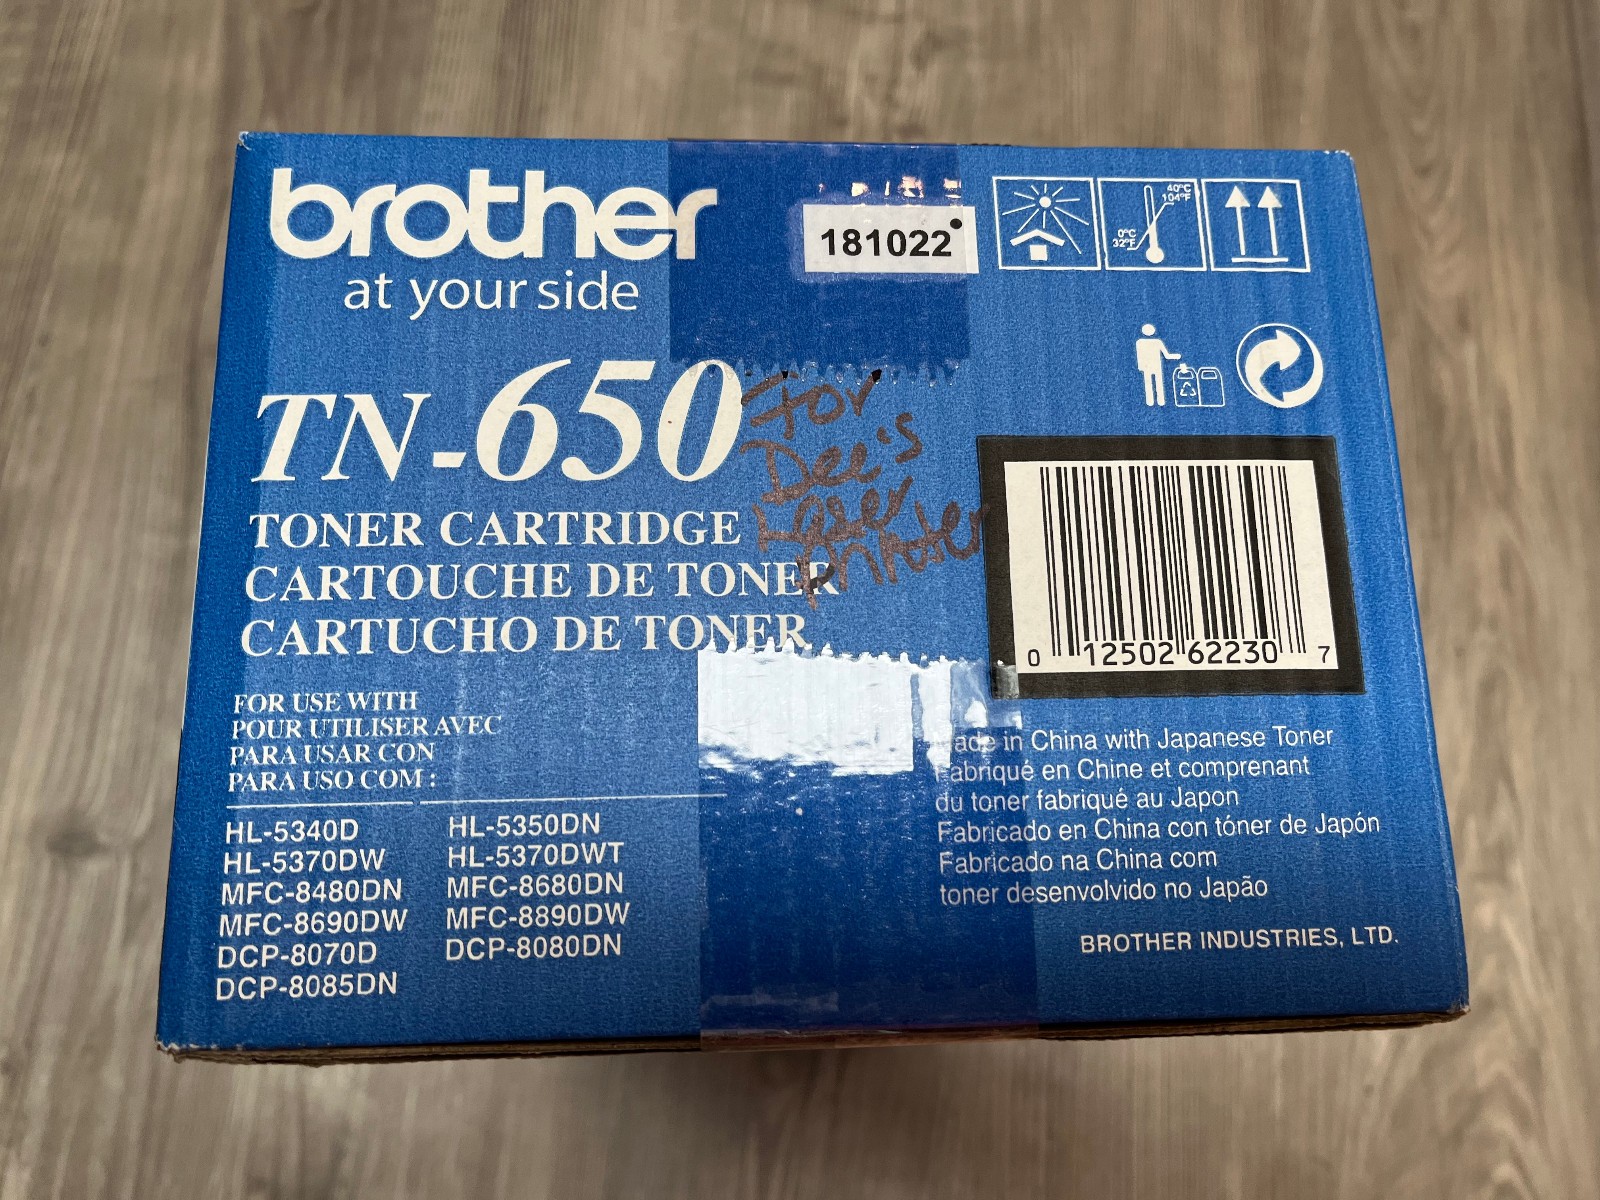 brother
at your side
181022
40°C
104°F
0°C
32°F
TN-650
For
Dee's
Laser
printer
TONER CARTRIDGE
CARTOUCHE DE TONER
CARTUCHO DE TONER
0 12502 62230 7
FOR USE WITH
POUR UTILISER AVEC
PARA USAR CON
PARA USO COM :
HL-5340D HL-5350DN
HL-5370DW HL-5370DWT
MFC-8480DN MFC-8680DN
MFC-8690DW MFC-8890DW
DCP-8070D DCP-8080DN
DCP-8085DN
Made in China with Japanese Toner
Fabriqué en Chine et comprenant
du toner fabriqué au Japon
Fabricado en China con tóner de Japón
Fabricado na China com
toner desenvolvido no Japão
BROTHER INDUSTRIES, LTD.